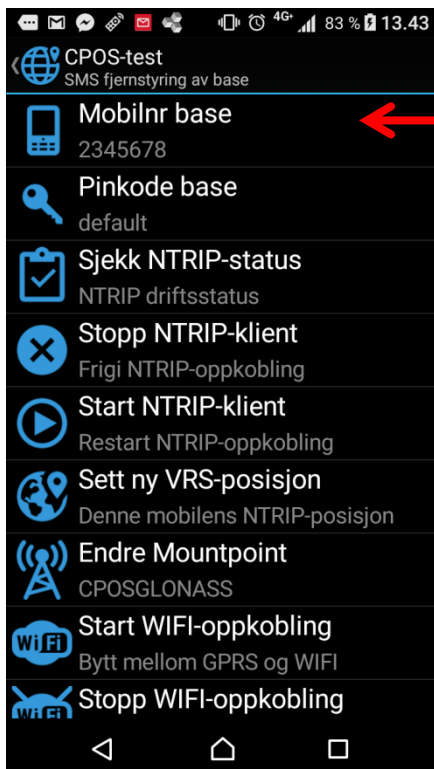 4G+ 83 % 13.43
CPOS-test
SMS fjernstyring av base
Mobilnr base
2345678
Pinkode base
default
Sjekk NTRIP-status
NTRIP driftsstatus
Stopp NTRIP-klient
Frigi NTRIP-oppkobling
Start NTRIP-klient
Restart NTRIP-oppkobling
Sett ny VRS-posisjon
Denne mobilens NTRIP-posisjon
Endre Mountpoint
CPOSGLONASS
WiFi Start WIFI-oppkobling
Bytt mellom GPRS og WIFI
Stopp WIFI-oppkobling
WiFi